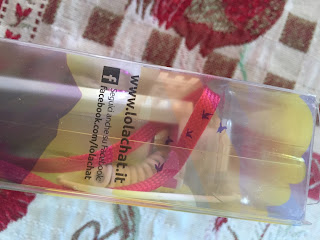 www.lolachat.it
Seguici anche su Facebook
facebook.com/lolachat